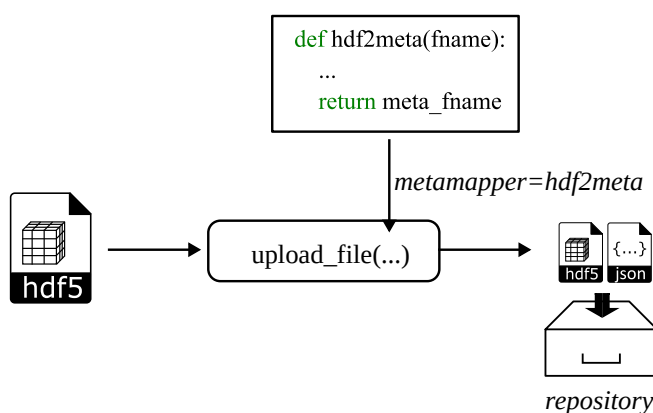 def hdf2meta(fname):
...
return meta_fname
metamapper=hdf2meta
hdf5
upload_file(...)
hdf5
{...}
json
repository